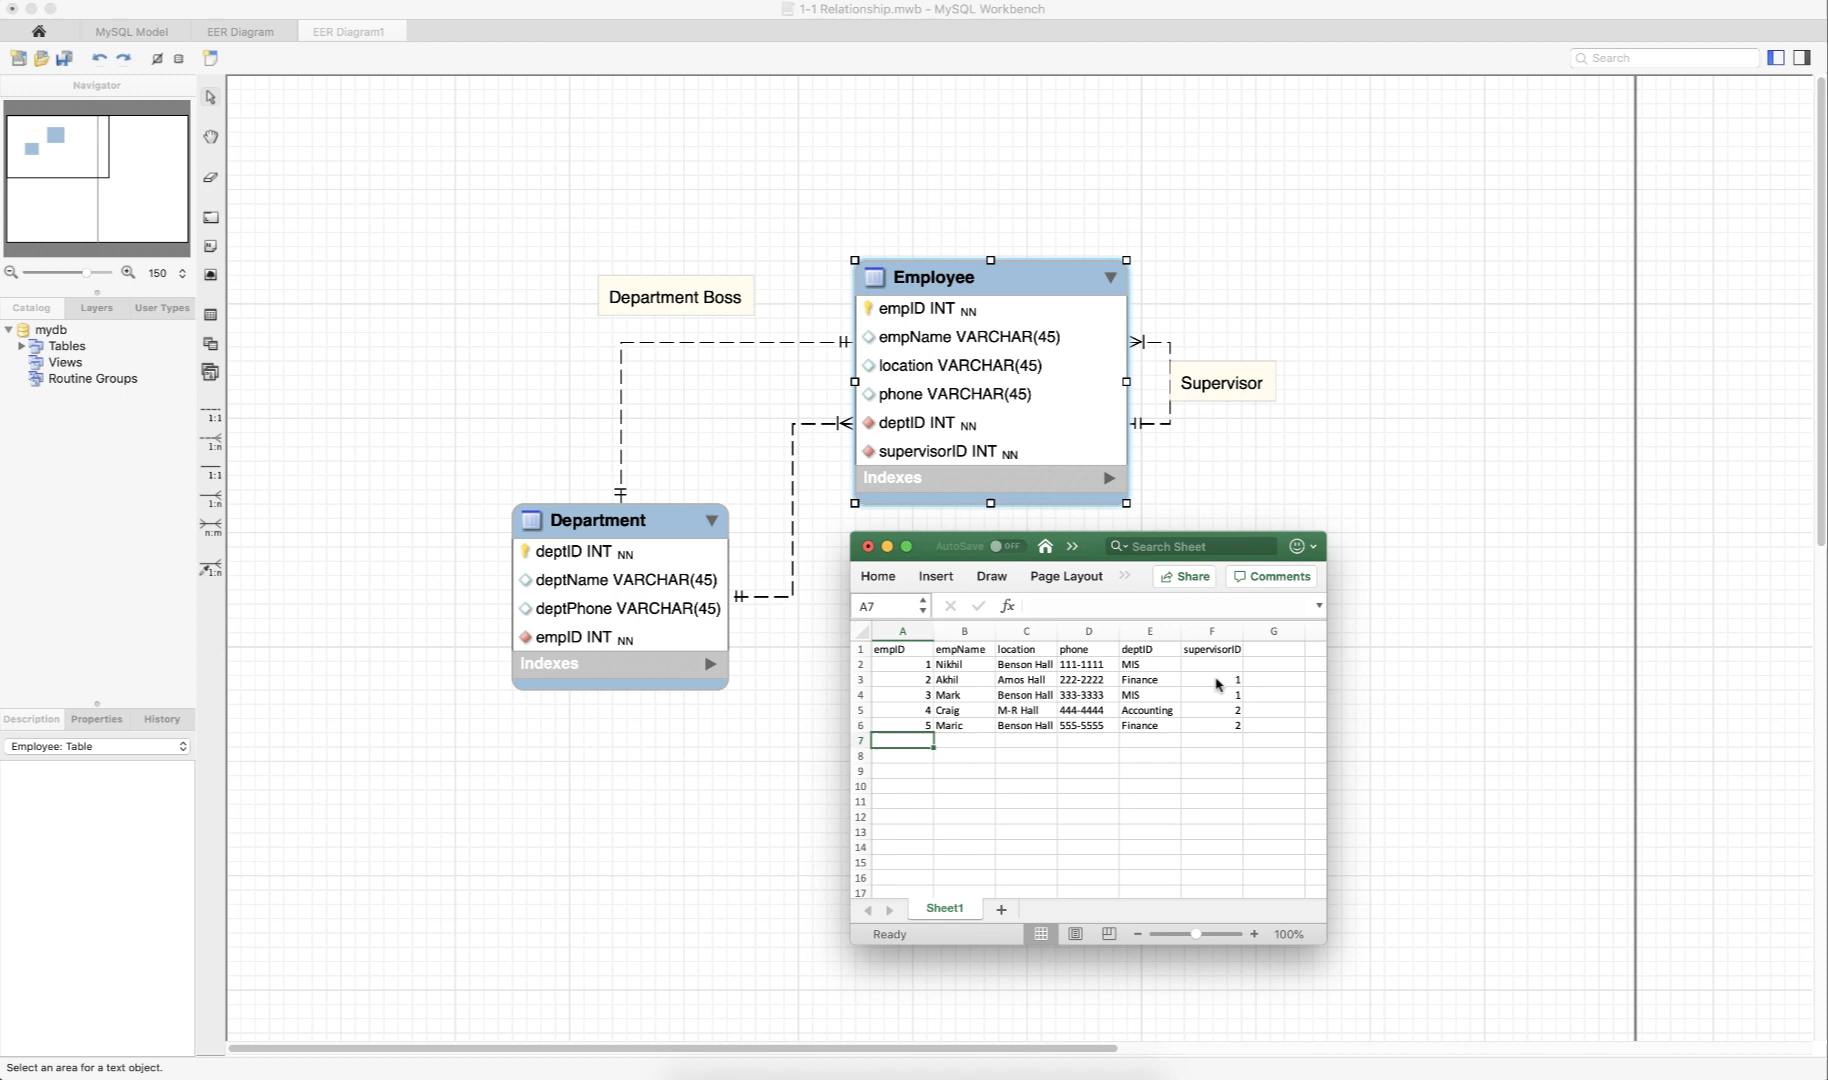 1-1 Relationship.mwb - MySQL Workbench
MySQL Model
EER Diagram
EER Diagram1
Search
Navigator
150
Catalog
Layers
User Types
mydb
Tables
Views
Routine Groups
1:1
1:n
1:1
1:n
n:m
1:n
Description
Properties
History
Employee: Table
Select an area for a text object.
Department Boss
Employee
empID INT NN
empName VARCHAR(45)
location VARCHAR(45)
phone VARCHAR(45)
deptID INT NN
supervisorID INT NN
Indexes
Supervisor
Department
deptID INT NN
deptName VARCHAR(45)
deptPhone VARCHAR(45)
empID INT NN
Indexes
AutoSave OFF
Search Sheet
Home Insert Draw Page Layout Share Comments
A7 fx
A B C D E F G
1 empID empName location phone deptID supervisorID
2 1 Nikhil Benson Hall 111-1111 MIS
3 2 Akhil Amos Hall 222-2222 Finance 1
4 3 Mark Benson Hall 333-3333 MIS 1
5 4 Craig M-R Hall 444-4444 Accounting 2
6 5 Maric Benson Hall 555-5555 Finance 2
7
8
9
10
11
12
13
14
15
16
17
Sheet1
Ready
100%